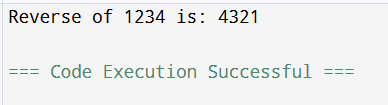 Reverse of 1234 is: 4321
=== Code Execution Successful ===